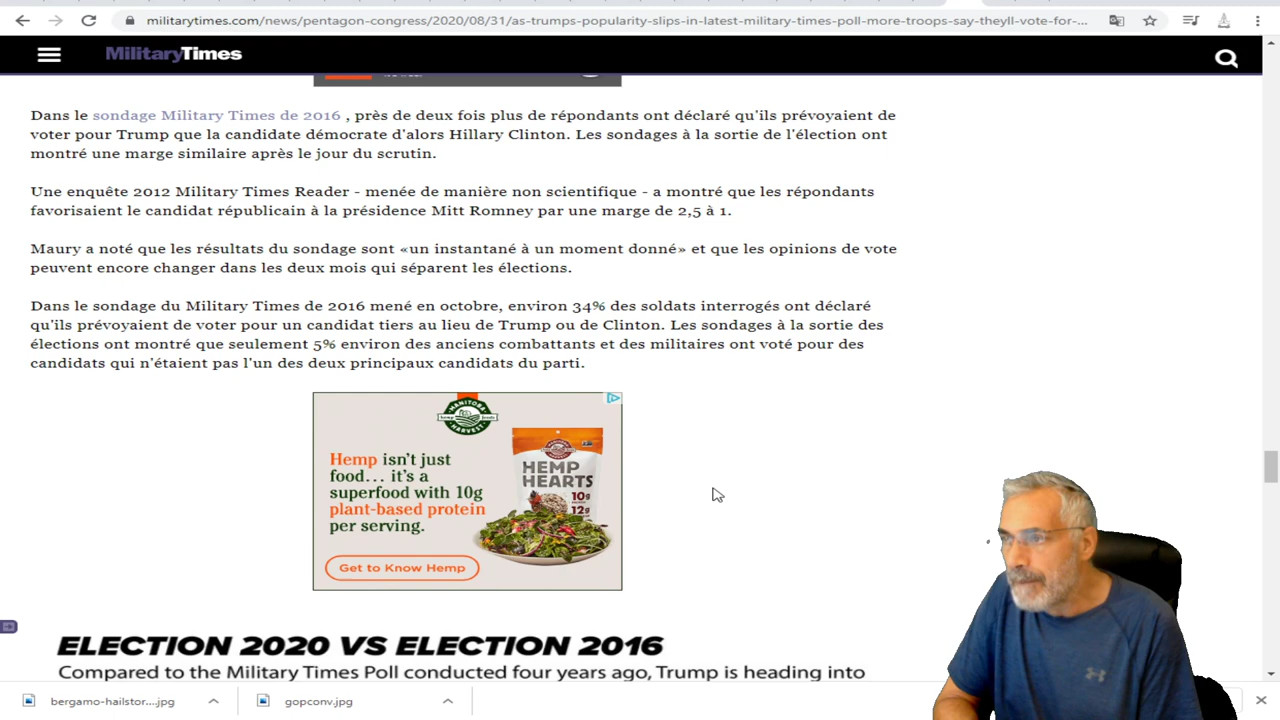 militarytimes.com/news/pentagon-congress/2020/08/31/as-trumps-popularity-slips-in-latest-military-times-poll-more-troops-say-theyll-vote-for-...
MilitaryTimes
Dans le sondage Military Times de 2016 , près de deux fois plus de répondants ont déclaré qu'ils prévoyaient de
voter pour Trump que la candidate démocrate d'alors Hillary Clinton. Les sondages à la sortie de l'élection ont
montré une marge similaire après le jour du scrutin.
Une enquête 2012 Military Times Reader - menée de manière non scientifique - a montré que les répondants
favorisaient le candidat républicain à la présidence Mitt Romney par une marge de 2,5 à 1.
Maury a noté que les résultats du sondage sont «un instantané à un moment donné» et que les opinions de vote
peuvent encore changer dans les deux mois qui séparent les élections.
Dans le sondage du Military Times de 2016 mené en octobre, environ 34% des soldats interrogés ont déclaré
qu'ils prévoyaient de voter pour un candidat tiers au lieu de Trump ou de Clinton. Les sondages à la sortie des
élections ont montré que seulement 5% environ des anciens combattants et des militaires ont voté pour des
candidats qui n'étaient pas l'un des deux principaux candidats du parti.
MANITOBA
HARVEST
Hemp isn't just
food... it's a
superfood with 10g
plant-based protein
per serving.
Get to Know Hemp
HEMP
HEARTS
10g
12g
ELECTION 2020 VS ELECTION 2016
Compared to the Military Times Poll conducted four years ago, Trump is heading into
bergamo-hailstor....jpg
gopconv.jpg